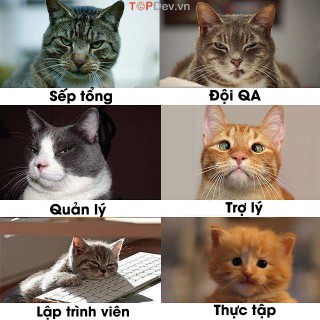 TOPDev.vn
Sếp tổng
Đội QA
Quản lý
Trợ lý
Lập trình viên
Thực tập